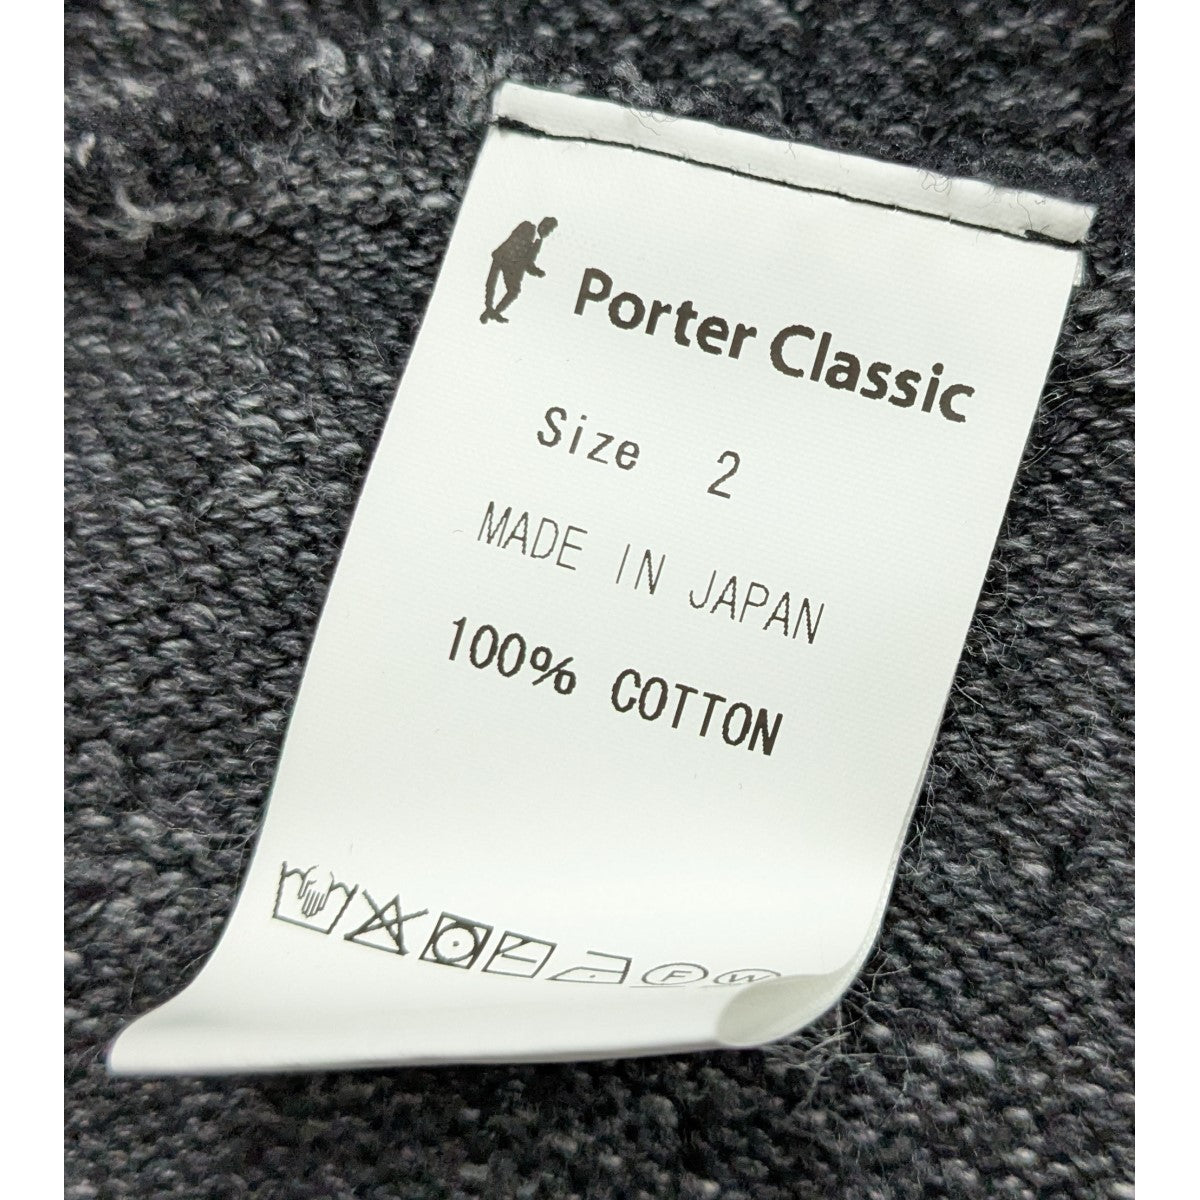 Porter Classic
Size 2
MADE IN JAPAN
100% COTTON
F W